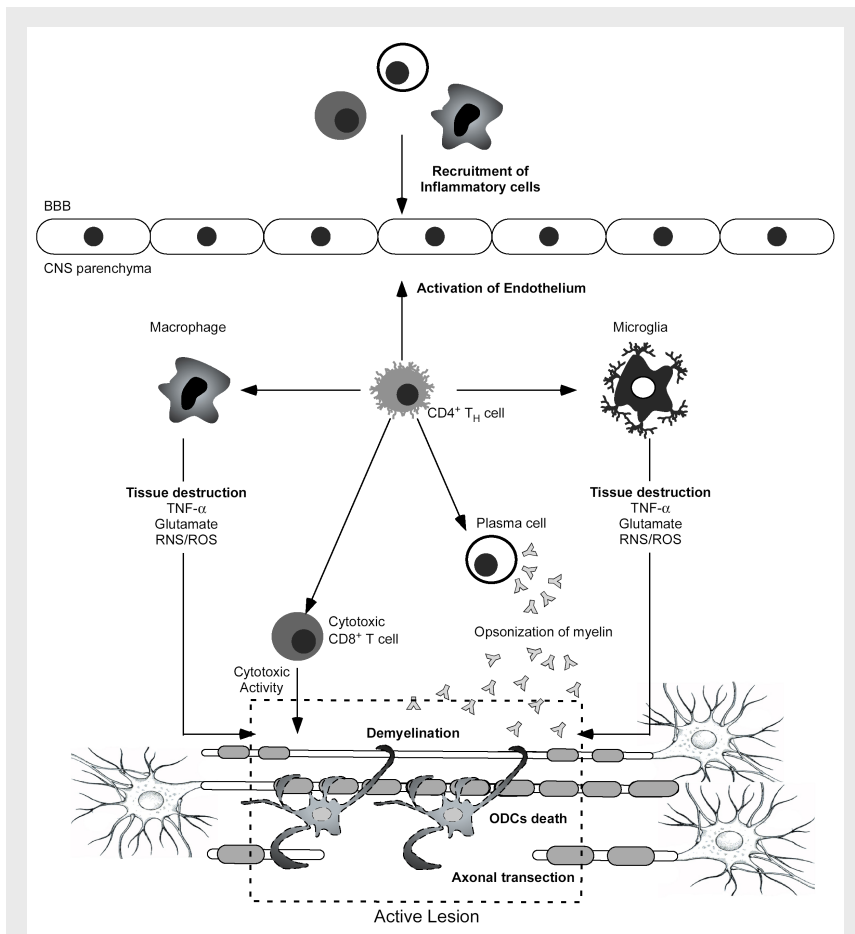 Recruitment of
Inflammatory cells
BBB
CNS parenchyma
Activation of Endothelium
Macrophage
Microglia
CD4⁺ T_H cell
Tissue destruction
TNF-α
Glutamate
RNS/ROS
Tissue destruction
TNF-α
Glutamate
RNS/ROS
Plasma cell
Cytotoxic
CD8⁺ T cell
Opsonization of myelin
Cytotoxic
Activity
Demyelination
ODCs death
Axonal transection
Active Lesion